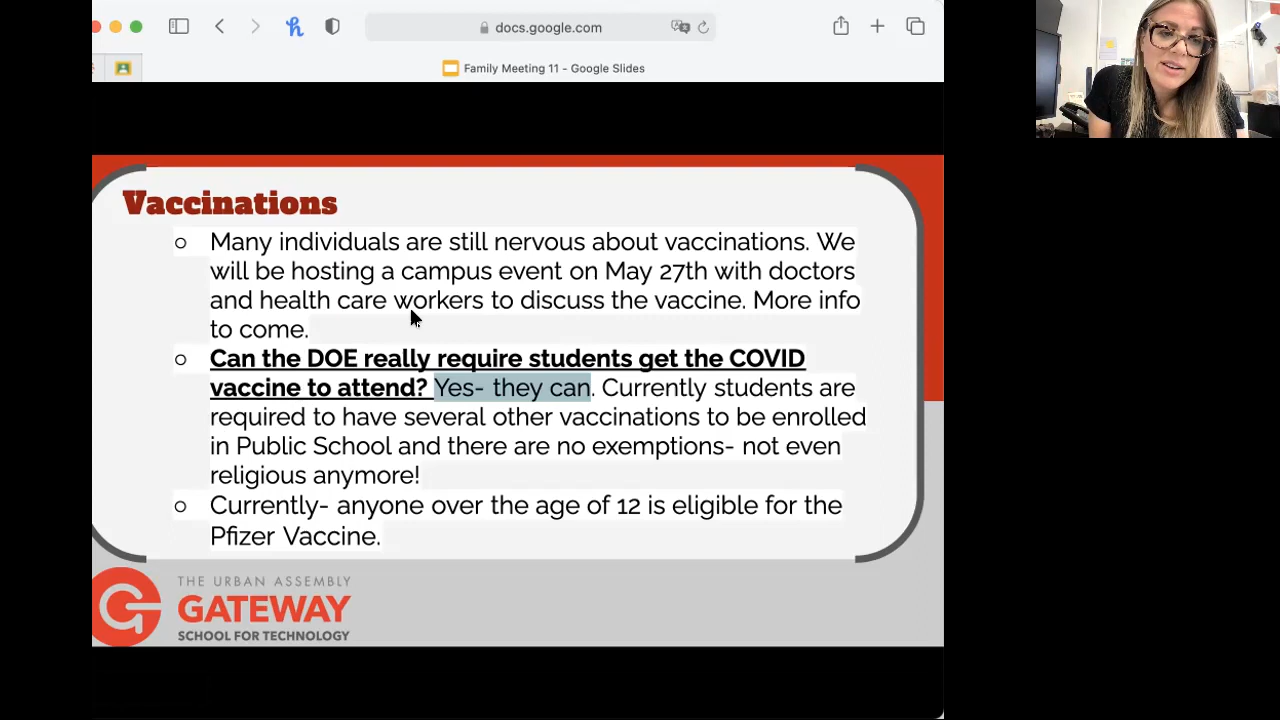 docs.google.com
Family Meeting 11 - Google Slides
Vaccinations
Many individuals are still nervous about vaccinations. We
will be hosting a campus event on May 27th with doctors
and health care workers to discuss the vaccine. More info
to come.
Can the DOE really require students get the COVID
vaccine to attend? Yes- they can. Currently students are
required to have several other vaccinations to be enrolled
in Public School and there are no exemptions- not even
religious anymore!
Currently- anyone over the age of 12 is eligible for the
Pfizer Vaccine.
THE URBAN ASSEMBLY
GATEWAY
SCHOOL FOR TECHNOLOGY